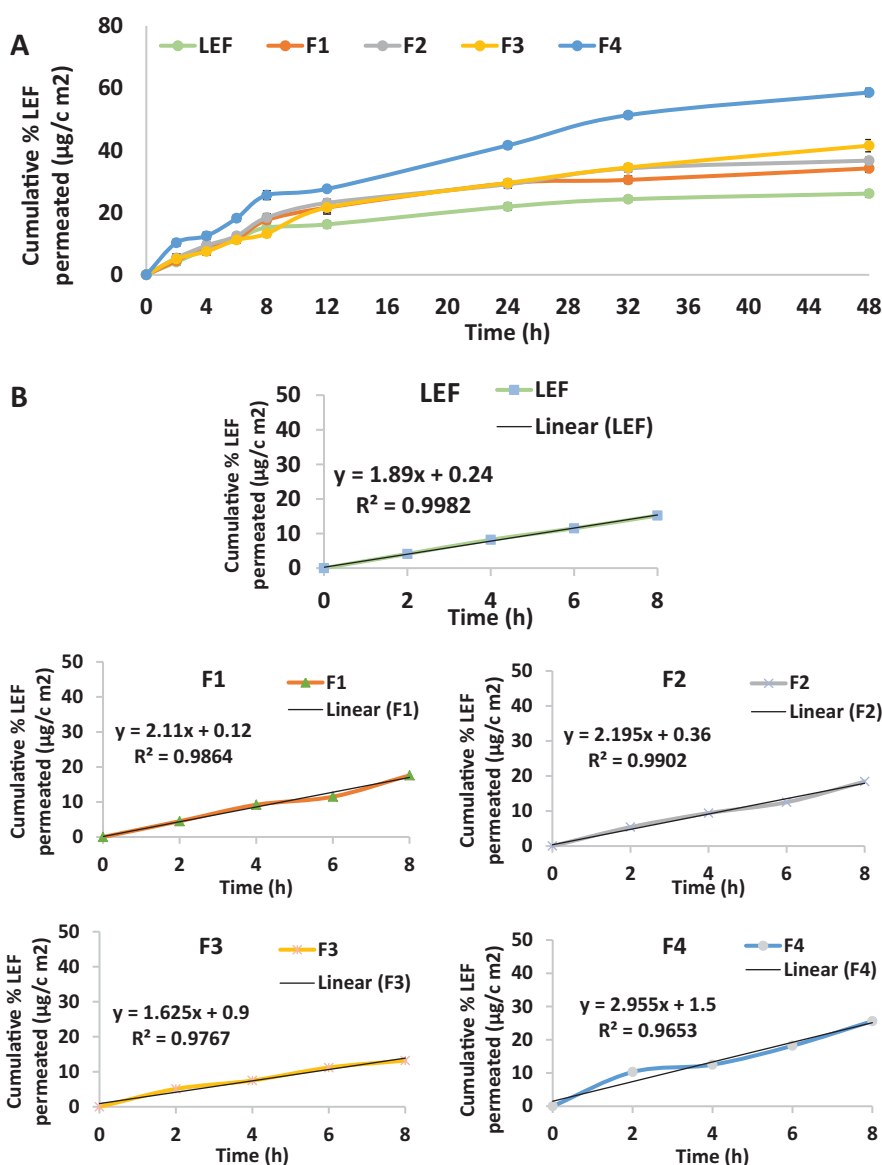 A
LEF F1 F2 F3 F4
Cumulative % LEF
permeated (µg/c m2)
80
60
40
20
0
0 4 8 12 16 20 24 28 32 36 40 44 48
Time (h)
B
LEF
LEF
Linear (LEF)
y = 1.89x + 0.24
R² = 0.9982
Cumulative % LEF
permeated (µg/c m2)
50
40
30
20
10
0
0 2 4 6 8
Time (h)
F1
F1
Linear (F1)
y = 2.11x + 0.12
R² = 0.9864
Cumulative % LEF
permeated (µg/c m2)
50
40
30
20
10
0
0 2 4 6 8
Time (h)
F2
F2
Linear (F2)
y = 2.195x + 0.36
R² = 0.9902
Cumulative % LEF
permeated (µg/c m2)
50
40
30
20
10
0
0 2 4 6 8
Time (h)
F3
F3
Linear (F3)
y = 1.625x + 0.9
R² = 0.9767
Cumulative % LEF
permeated (µg/c m2)
50
40
30
20
10
0
0 2 4 6 8
Time (h)
F4
F4
Linear (F4)
y = 2.955x + 1.5
R² = 0.9653
Cumulative % LEF
permeated (µg/c m2)
50
40
30
20
10
0
0 2 4 6 8
Time (h)